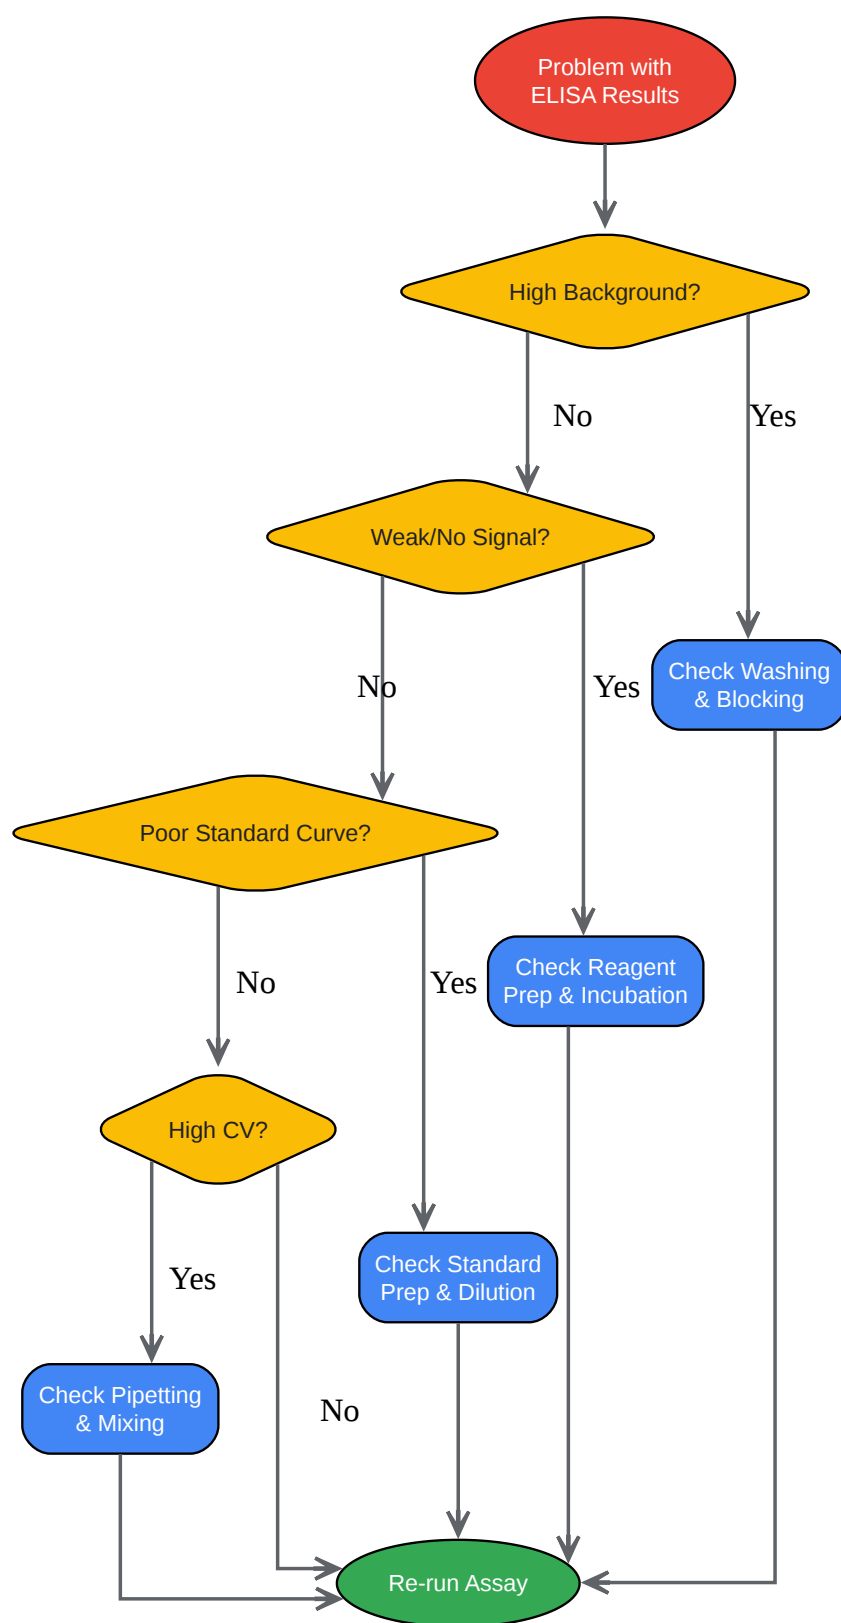 Problem with
ELISA Results
High Background?
No
Yes
Weak/No Signal?
No
Yes
Check Washing
& Blocking
Poor Standard Curve?
No
Yes
Check Reagent
Prep & Incubation
High CV?
Yes
No
Check Standard
Prep & Dilution
Check Pipetting
& Mixing
Re-run Assay